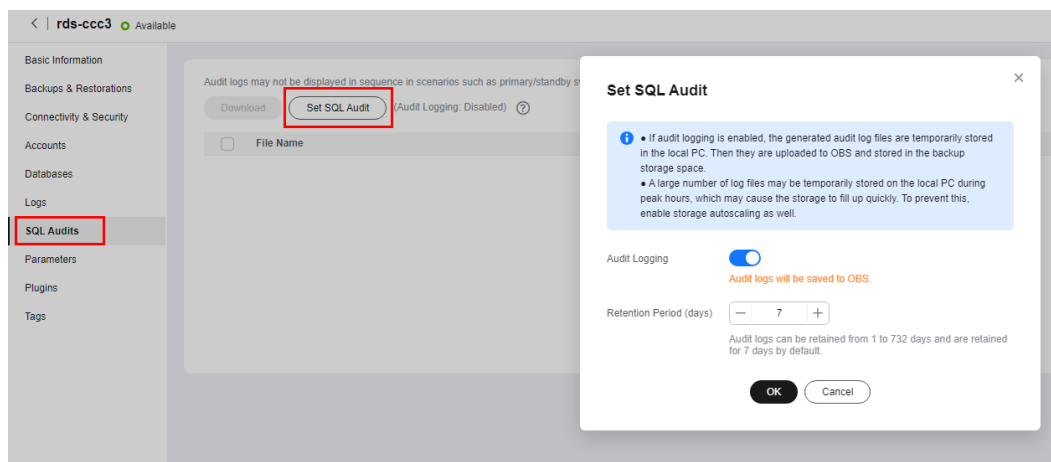 < | rds-ccc3 Available
Basic Information
Backups & Restorations
Connectivity & Security
Accounts
Databases
Logs
SQL Audits
Parameters
Plugins
Tags
Audit logs may not be displayed in sequence in scenarios such as primary/standby
Download Set SQL Audit (Audit Logging: Disabled) ?
File Name
Set SQL Audit
● If audit logging is enabled, the generated audit log files are temporarily stored
in the local PC. Then they are uploaded to OBS and stored in the backup
storage space.
● A large number of log files may be temporarily stored on the local PC during
peak hours, which may cause the storage to fill up quickly. To prevent this,
enable storage autoscaling as well.
Audit Logging
Audit logs will be saved to OBS.
Retention Period (days) — 7 +
Audit logs can be retained from 1 to 732 days and are retained
for 7 days by default.
OK Cancel